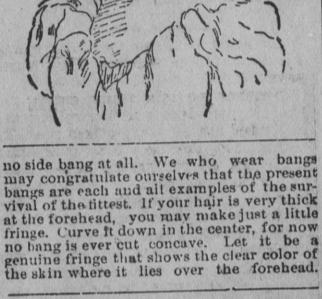 no side bang at all. We who wear bangs
may congratulate ourselves that the present
bangs are each and all examples of the sur-
vival of the fittest. If your hair is very thick
at the forehead, you may make just a little
fringe. Curve it down in the center, for now
no bang is ever cut concave. Let it be a
genuine fringe that shows the clear color of
the skin where it lies over the forehead.